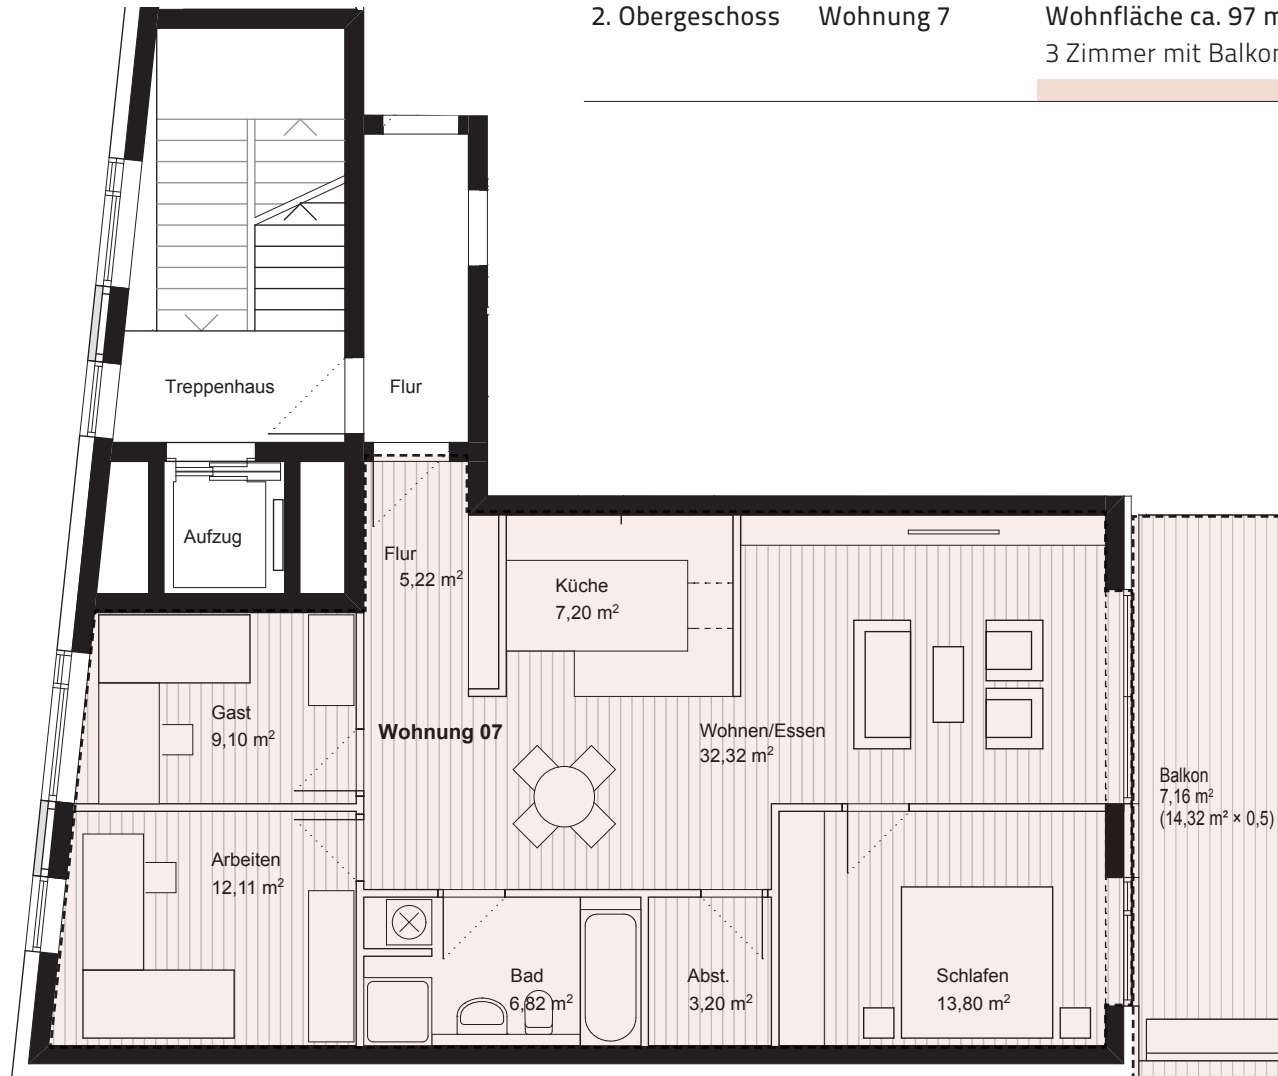 2. Obergeschoss Wohnung 7 Wohnfläche ca. 97 m
3 Zimmer mit Balkon
Treppenhaus
Flur
Aufzug
Flur
5,22 m²
Küche
7,20 m²
Gast
9,10 m²
Wohnung 07
Wohnen/Essen
32,32 m²
Balkon
7,16 m²
(14,32 m² × 0,5)
Arbeiten
12,11 m²
Bad
6,82 m²
Abst.
3,20 m²
Schlafen
13,80 m²